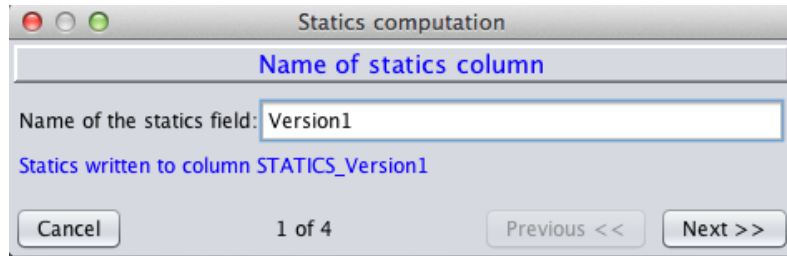 Statics computation
Name of statics column
Name of the statics field: Version1
Statics written to column STATICS_Version1
Cancel 1 of 4 Previous << Next >>